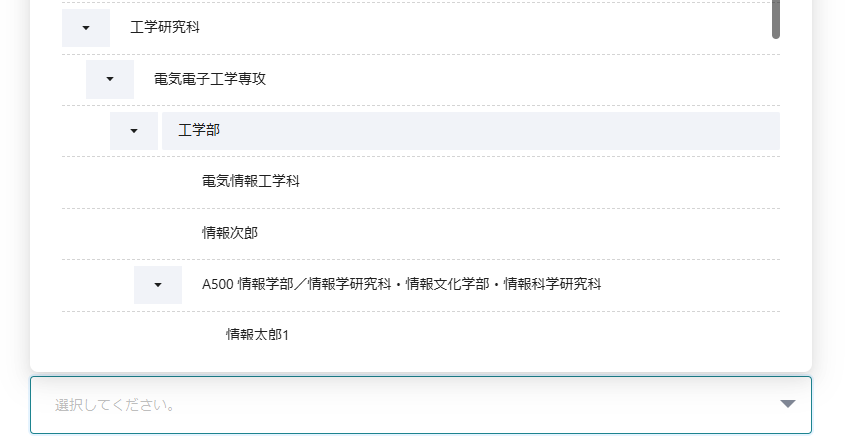 工学研究科
電気電子工学専攻
工学部
電気情報工学科
情報次郎
A500 情報学部／情報学研究科・情報文化学部・情報科学研究科
情報太郎1
選択してください。